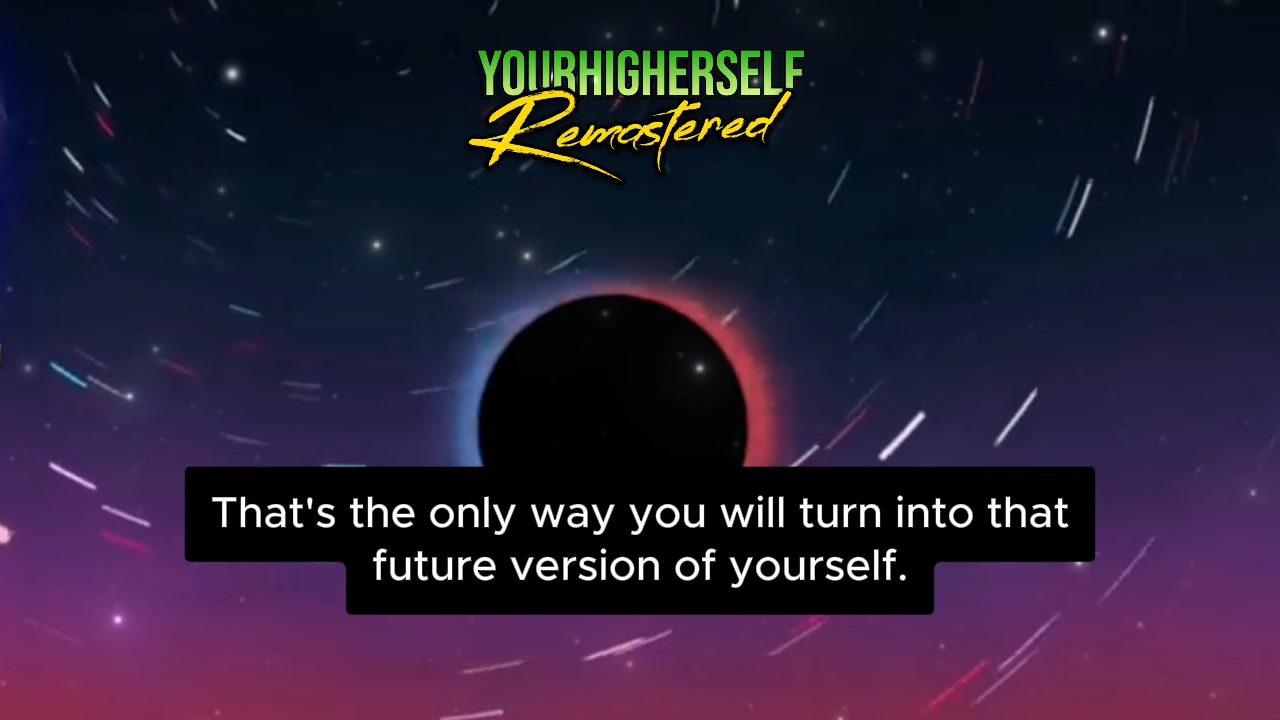 YOURHIGHERSELF
Remastered
That's the only way you will turn into that
future version of yourself.